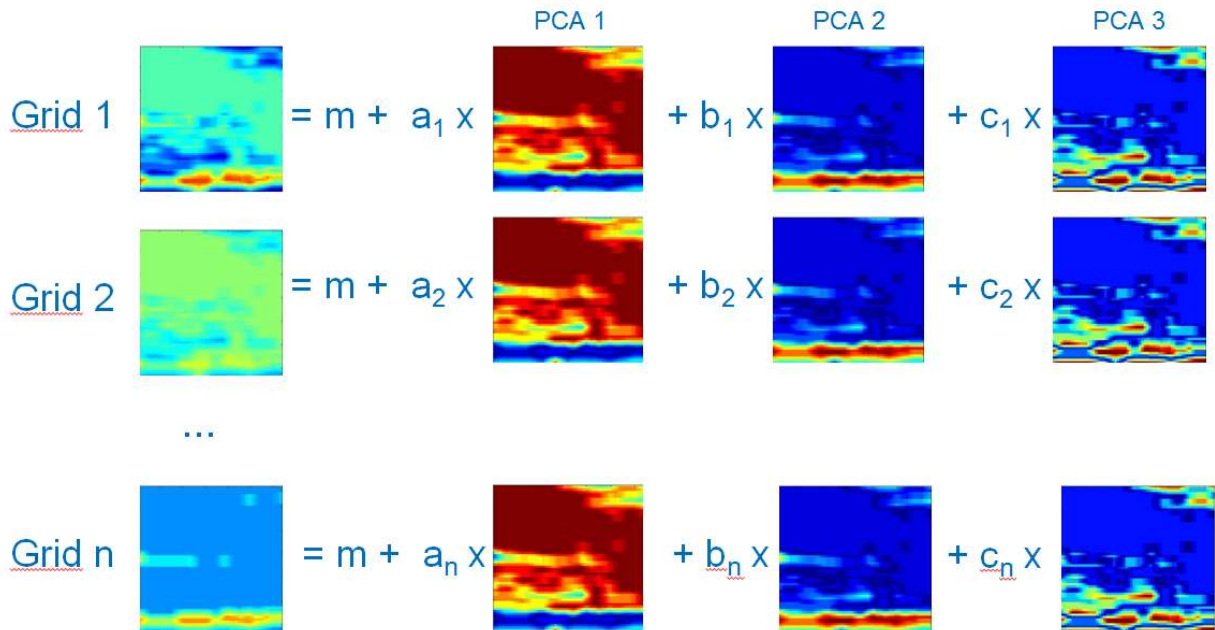 PCA 1 PCA 2 PCA 3
Grid 1 = m + a₁ x + b₁ x + c₁ x
Grid 2 = m + a₂ x + b₂ x + c₂ x
...
Grid n = m + aₙ x + bₙ x + cₙ x